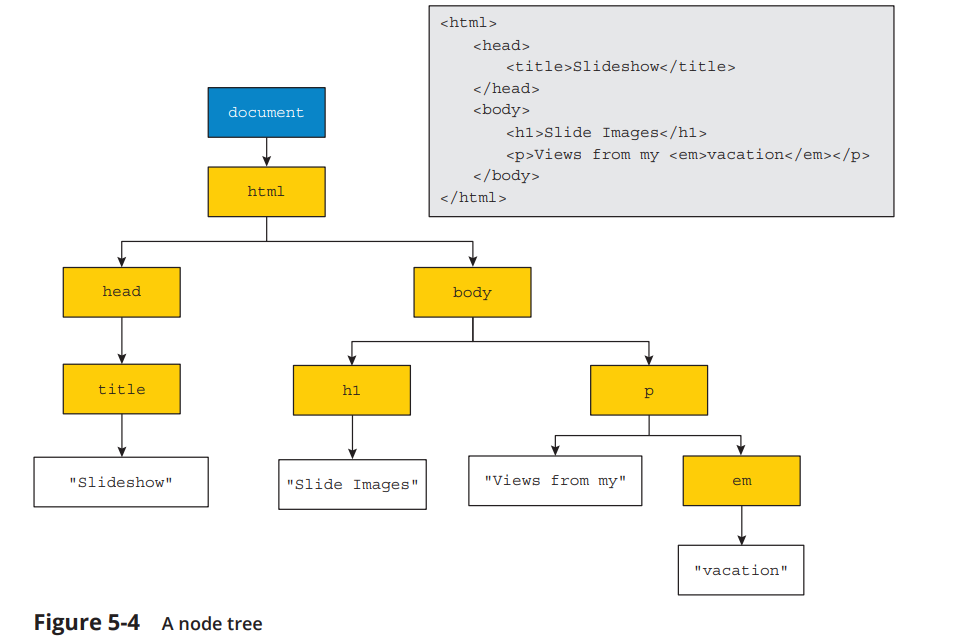 <html>
<head>
<title>Slideshow</title>
</head>
<body>
<h1>Slide Images</h1>
<p>Views from my <em>vacation</em></p>
</body>
</html>
document
html
head
body
title
h1
p
"Slideshow"
"Slide Images"
"Views from my"
em
"vacation"
Figure 5-4 A node tree